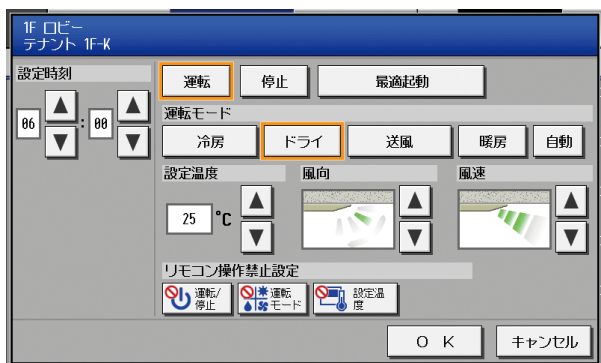 1F ロビー
テナント 1F-K
設定時刻
06 : 00
運転 停止 最適起動
運転モード
冷房 ドライ 送風 暖房 自動
設定温度 風向 風速
25 °C
リモコン操作禁止設定
運転/
停止
運転
モード
設定温
度
O K キャンセル